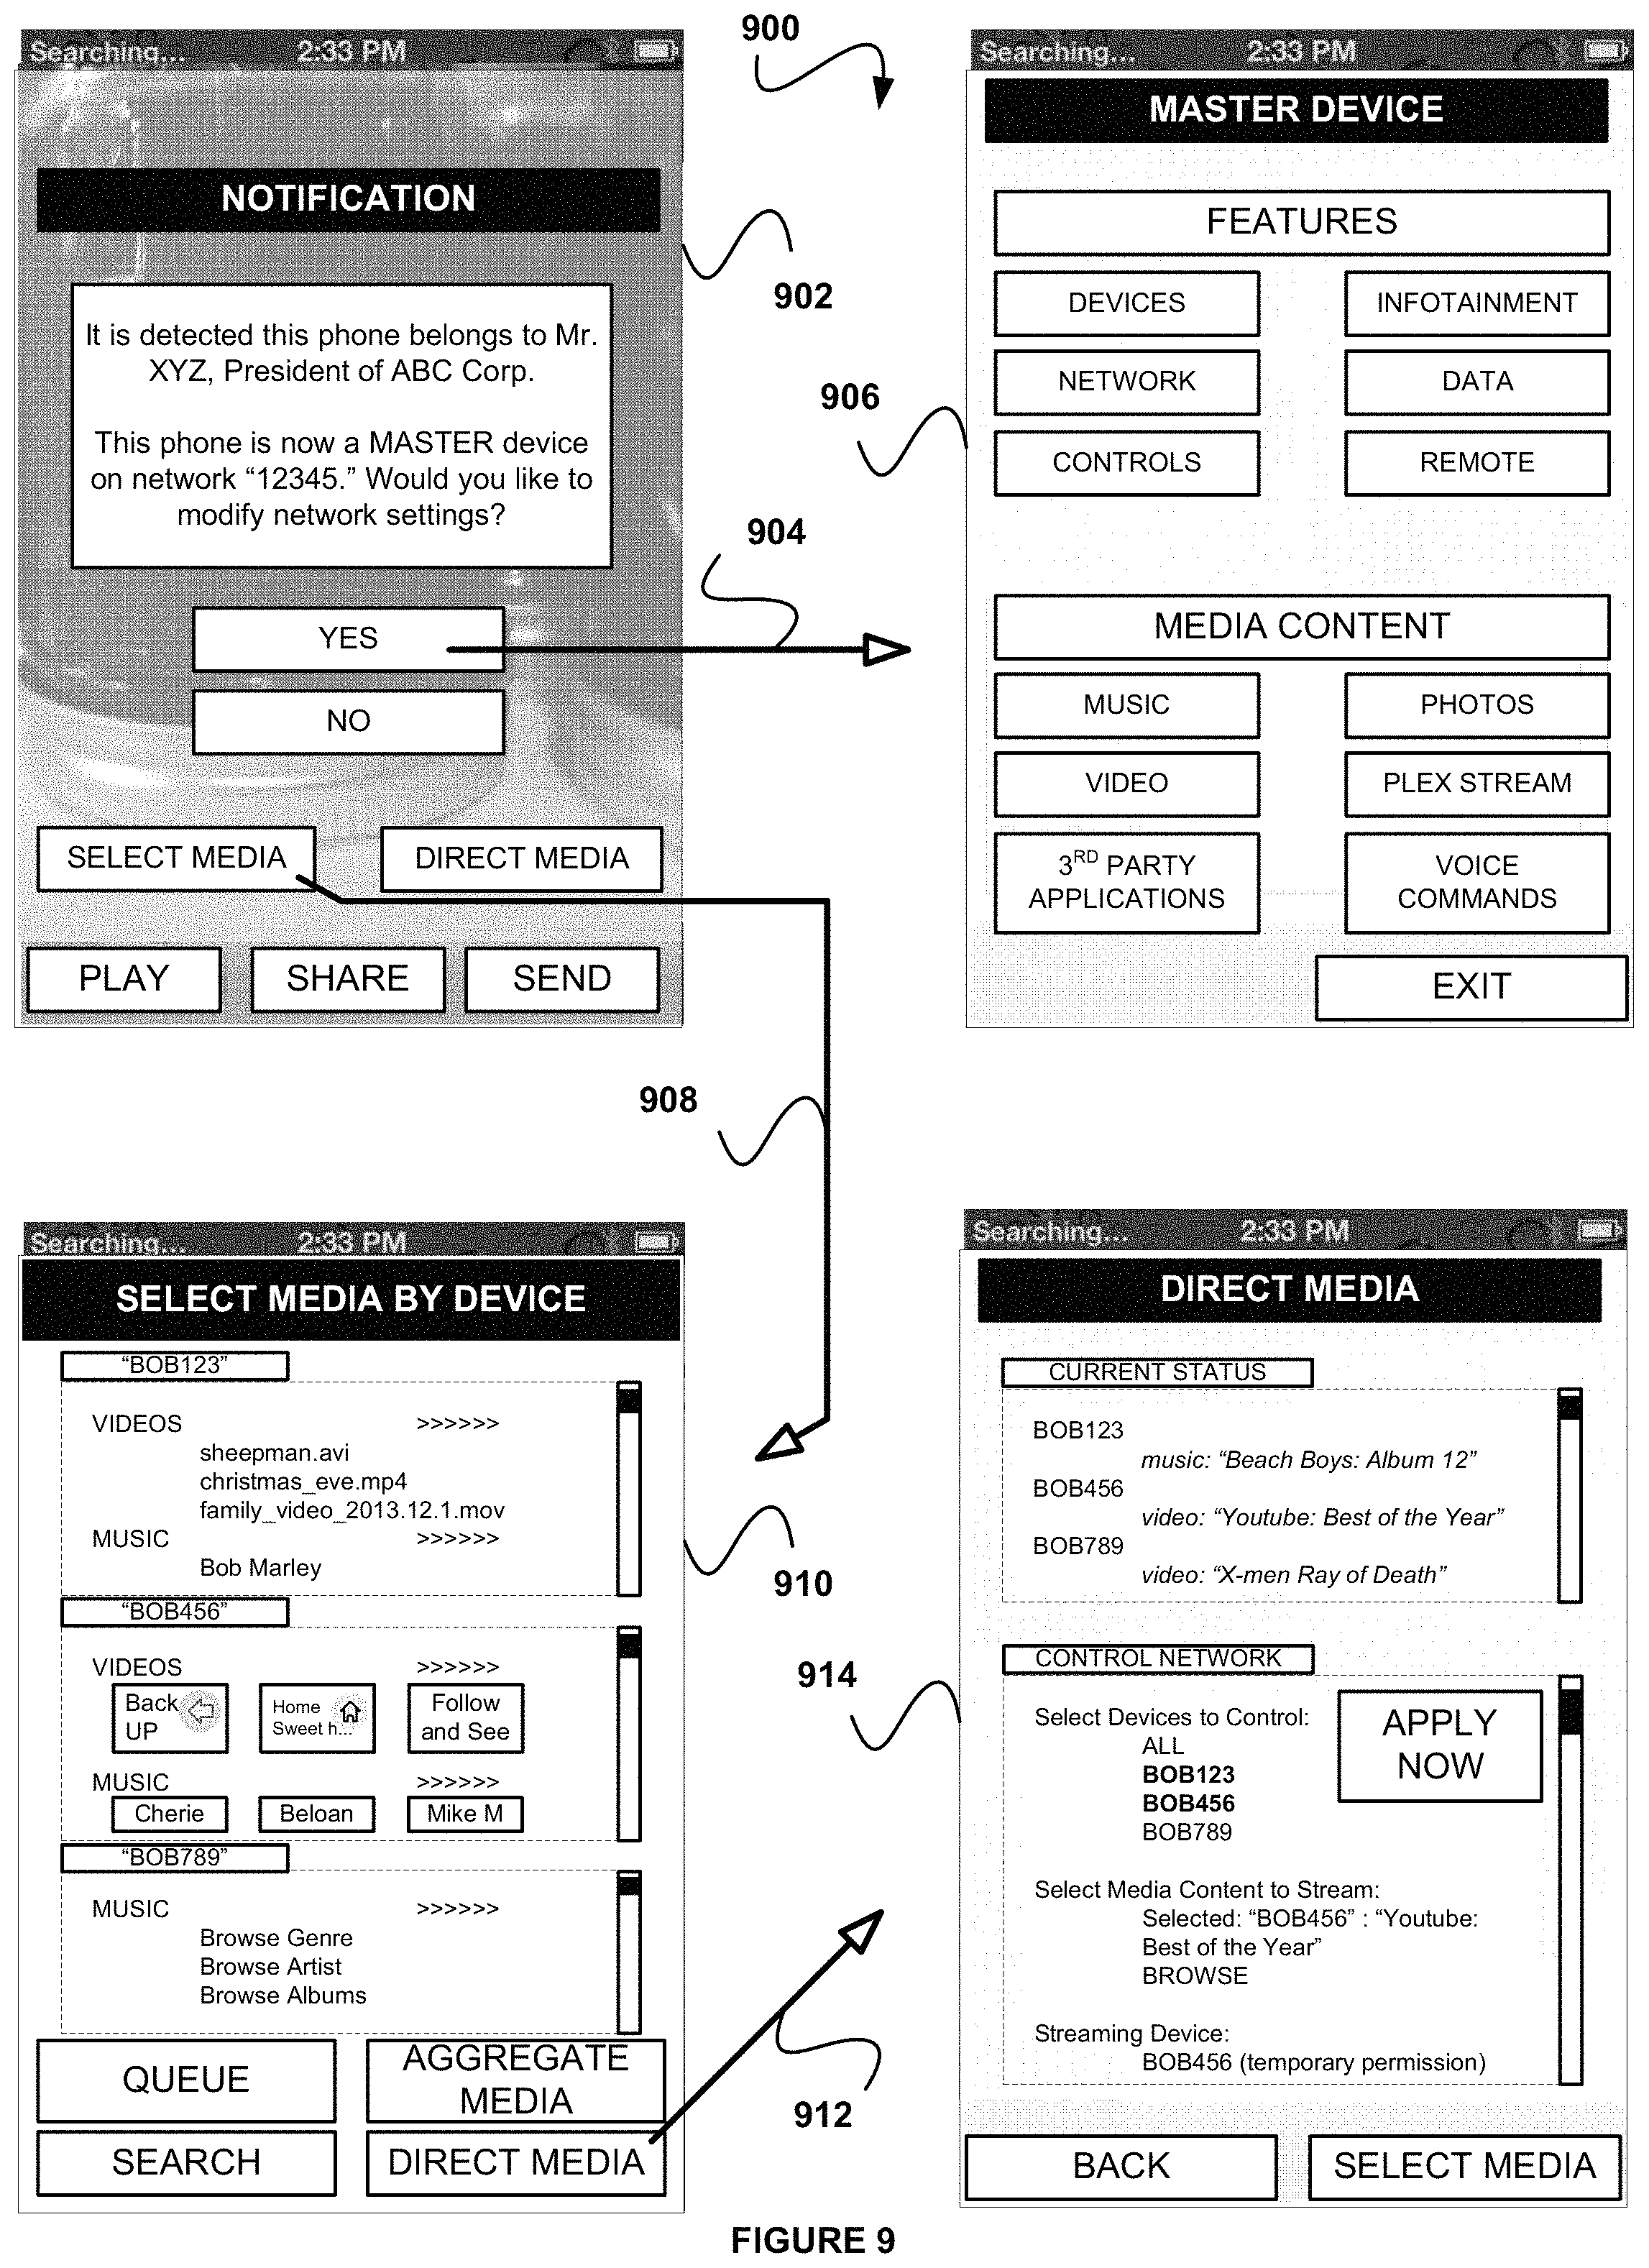 900
Searching... 2:33 PM
NOTIFICATION
902
It is detected this phone belongs to Mr.
XYZ, President of ABC Corp.
This phone is now a MASTER device
on network “12345.” Would you like to
modify network settings?
904
YES
NO
SELECT MEDIA
DIRECT MEDIA
PLAY
SHARE
SEND
Searching... 2:33 PM
MASTER DEVICE
FEATURES
DEVICES
INFOTAINMENT
NETWORK
DATA
906
CONTROLS
REMOTE
MEDIA CONTENT
MUSIC
PHOTOS
VIDEO
PLEX STREAM
3RD PARTY
APPLICATIONS
VOICE
COMMANDS
EXIT
908
Searching... 2:33 PM
SELECT MEDIA BY DEVICE
“BOB123”
VIDEOS >>>>>>
sheepman.avi
christmas_eve.mp4
family_video_2013.12.1.mov
MUSIC >>>>>>
Bob Marley
910
“BOB456”
VIDEOS >>>>>>
Back
UP
Home
Sweet h...
Follow
and See
MUSIC >>>>>>
Cherie
Beloan
Mike M
“BOB789”
MUSIC >>>>>>
Browse Genre
Browse Artist
Browse Albums
QUEUE
AGGREGATE
MEDIA
SEARCH
DIRECT MEDIA
912
Searching... 2:33 PM
DIRECT MEDIA
CURRENT STATUS
BOB123
music: “Beach Boys: Album 12”
BOB456
video: “Youtube: Best of the Year”
BOB789
video: “X-men Ray of Death”
914
CONTROL NETWORK
Select Devices to Control:
ALL
BOB123
BOB456
BOB789
APPLY
NOW
Select Media Content to Stream:
Selected: “BOB456” : “Youtube:
Best of the Year”
BROWSE
Streaming Device:
BOB456 (temporary permission)
BACK
SELECT MEDIA
FIGURE 9